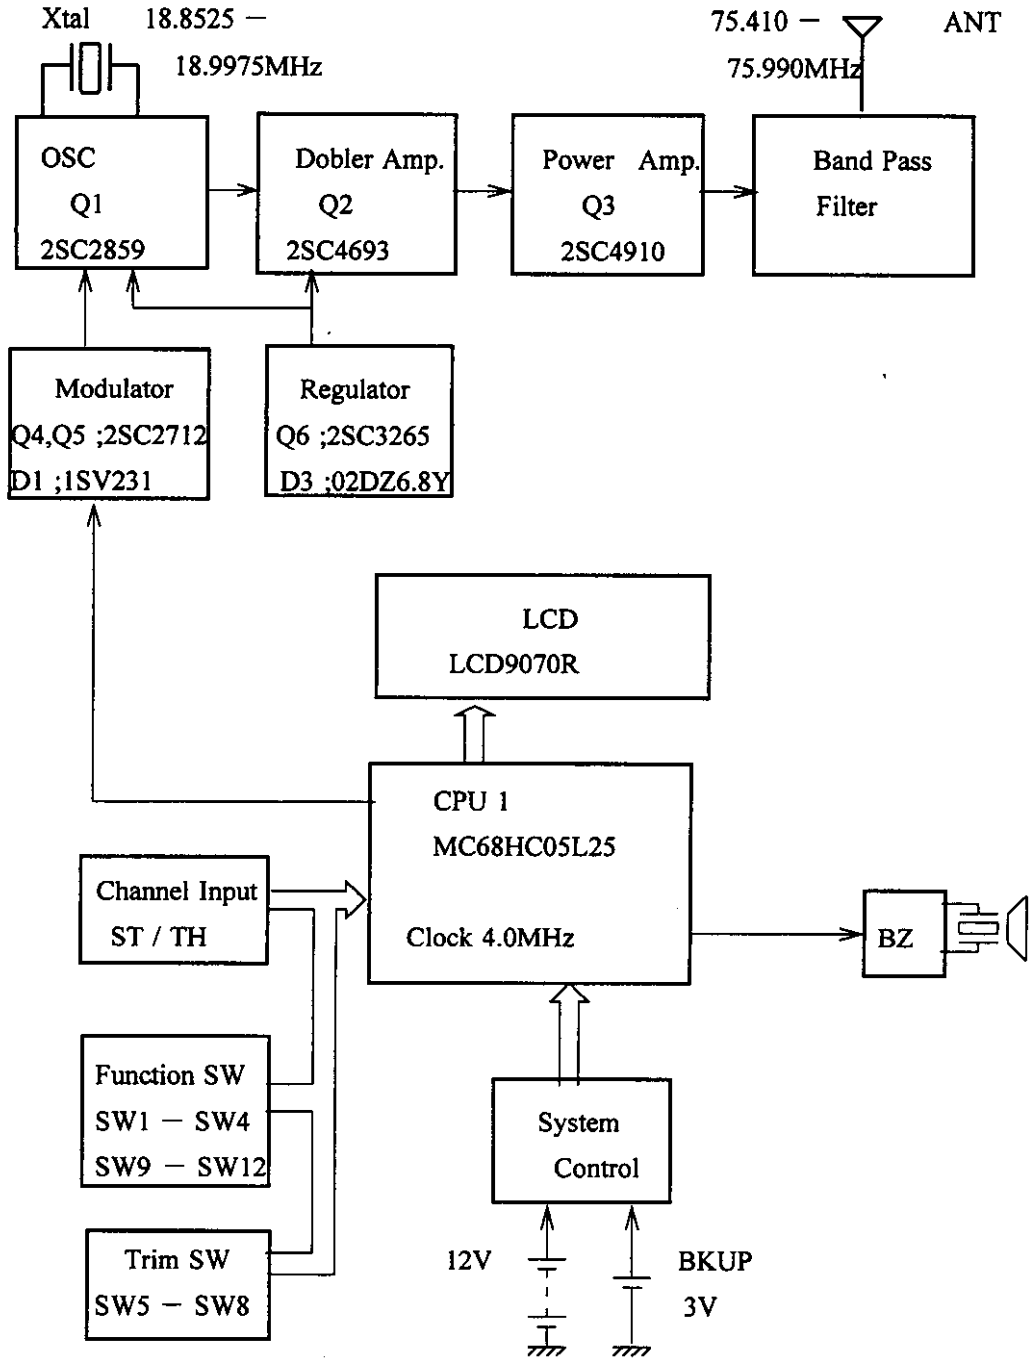 Xtal 18.8525 −
18.9975MHz
75.410 − ANT
75.990MHz
OSC
Q1
2SC2859
Dobler Amp.
Q2
2SC4693
Power Amp.
Q3
2SC4910
Band Pass
Filter
Modulator
Q4,Q5 ;2SC2712
D1 ;1SV231
Regulator
Q6 ;2SC3265
D3 ;02DZ6.8Y
LCD
LCD9070R
CPU 1
MC68HC05L25
Clock 4.0MHz
Channel Input
ST / TH
BZ
Function SW
SW1 − SW4
SW9 − SW12
System
Control
Trim SW
SW5 − SW8
12V
BKUP
3V